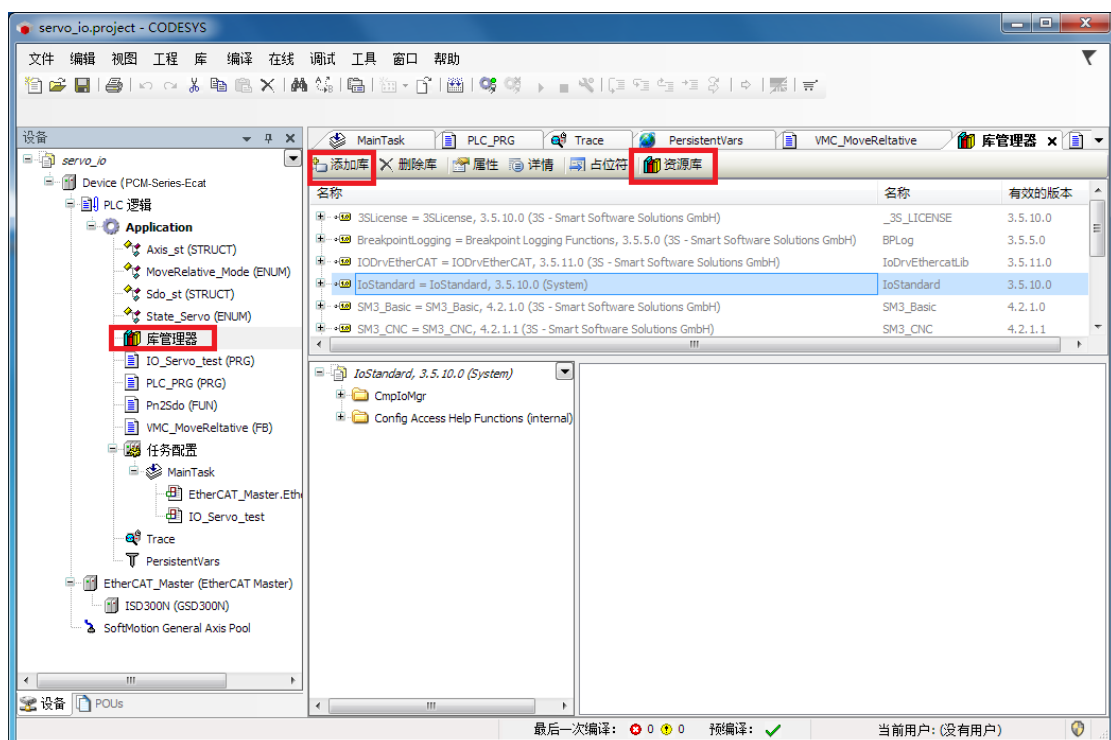 servo_io.project - CODESYS
文件 编辑 视图 工程 库 编译 在线 调试 工具 窗口 帮助
设备
servo_io
Device (PCM-Series-Ecat
PLC 逻辑
Application
Axis_st (STRUCT)
MoveRelative_Mode (ENUM)
Sdo_st (STRUCT)
State_Servo (ENUM)
库管理器
IO_Servo_test (PRG)
PLC_PRG (PRG)
Pn2Sdo (FUN)
VMC_MoveReltative (FB)
任务配置
MainTask
EtherCAT_Master.Eth
IO_Servo_test
Trace
PersistentVars
EtherCAT_Master (EtherCAT Master)
ISD300N (GSD300N)
SoftMotion General Axis Pool
设备 POUs
MainTask PLC_PRG Trace PersistentVars VMC_MoveReltative 库管理器
添加库 删除库 属性 详情 占位符 资源库
名称 名称 有效的版本
3SLicense = 3SLicense, 3.5.10.0 (3S - Smart Software Solutions GmbH) _3S_LICENSE 3.5.10.0
BreakpointLogging = Breakpoint Logging Functions, 3.5.5.0 (3S - Smart Software Solutions GmbH) BPLog 3.5.5.0
IODrvEtherCAT = IODrvEtherCAT, 3.5.11.0 (3S - Smart Software Solutions GmbH) IoDrvEthercatLib 3.5.11.0
IoStandard = IoStandard, 3.5.10.0 (System) IoStandard 3.5.10.0
SM3_Basic = SM3_Basic, 4.2.1.0 (3S - Smart Software Solutions GmbH) SM3_Basic 4.2.1.0
SM3_CNC = SM3_CNC, 4.2.1.1 (3S - Smart Software Solutions GmbH) SM3_CNC 4.2.1.1
IoStandard, 3.5.10.0 (System)
CmpIoMgr
Config Access Help Functions (internal)
最后一次编译: 0 0 预编译: 当前用户: (没有用户)